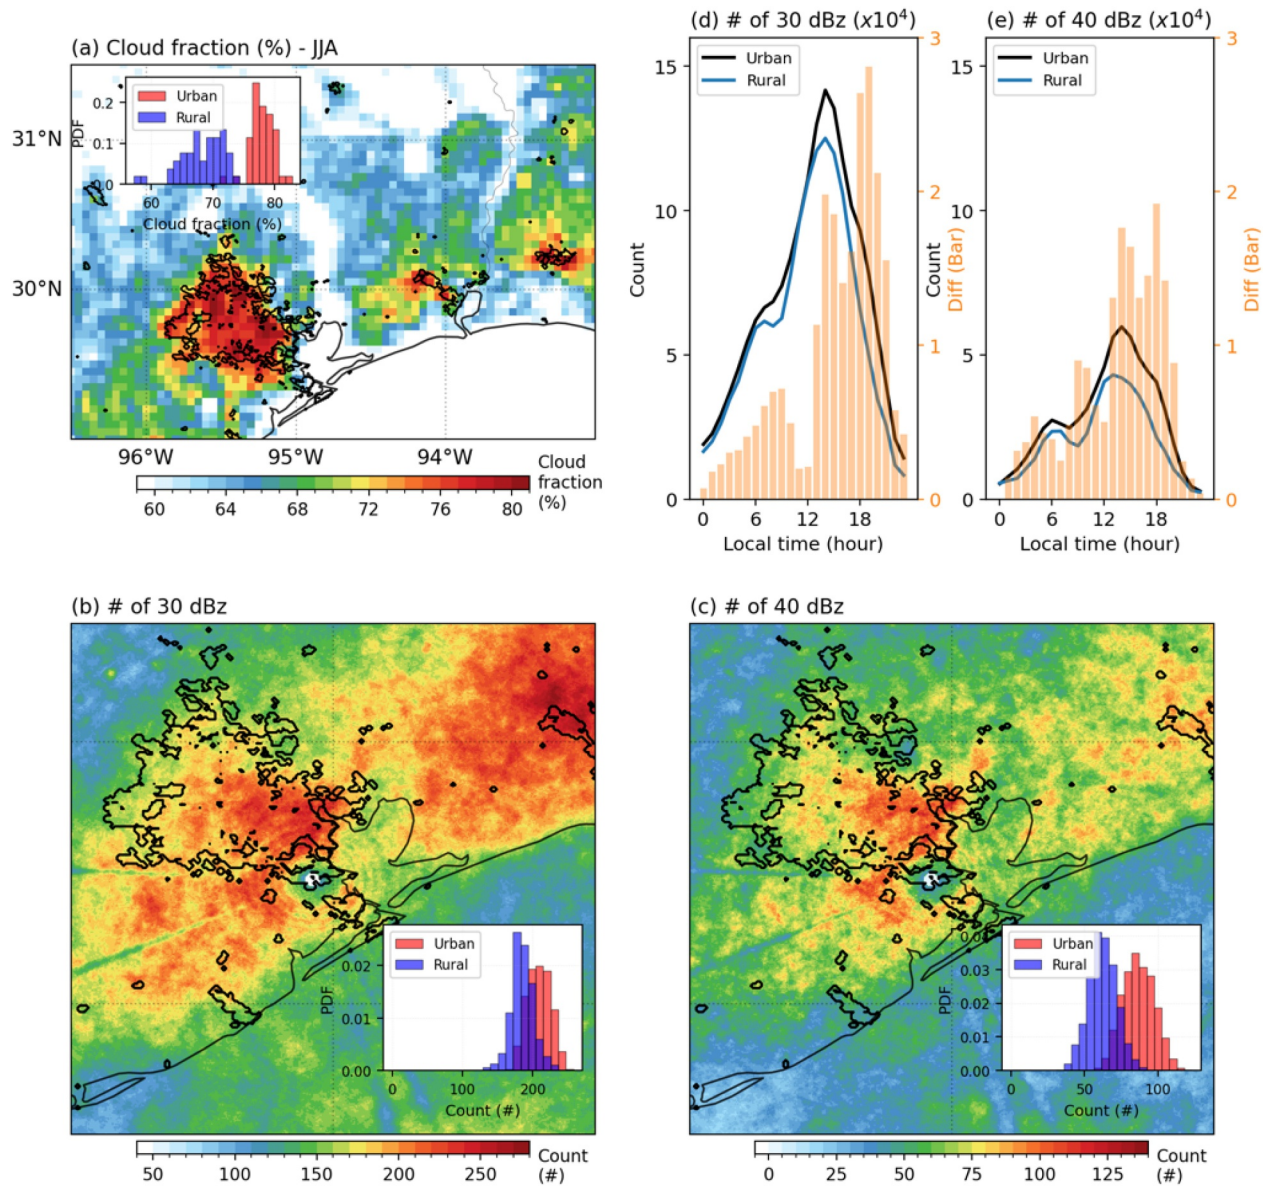 (a) Cloud fraction (%) - JJA
0.2
0.1
0.0
PDF
Urban
Rural
60 70 80
Cloud fraction (%)
31°N
30°N
96°W 95°W 94°W
60 64 68 72 76 80
Cloud
fraction
(%)
(d) # of 30 dBz (x10⁴)
Urban
Rural
15
10
5
0
Count
3
2
1
0
Diff (Bar)
0 6 12 18
Local time (hour)
(e) # of 40 dBz (x10⁴)
Urban
Rural
15
10
5
0
Count
3
2
1
0
Diff (Bar)
0 6 12 18
Local time (hour)
(b) # of 30 dBz
Urban
Rural
0.02
0.01
0.00
PDF
0 100 200
Count (#)
50 100 150 200 250
Count
(#)
(c) # of 40 dBz
Urban
Rural
0.04
0.03
0.02
0.01
0.00
PDF
0 50 100
Count (#)
0 25 50 75 100 125
Count
(#)